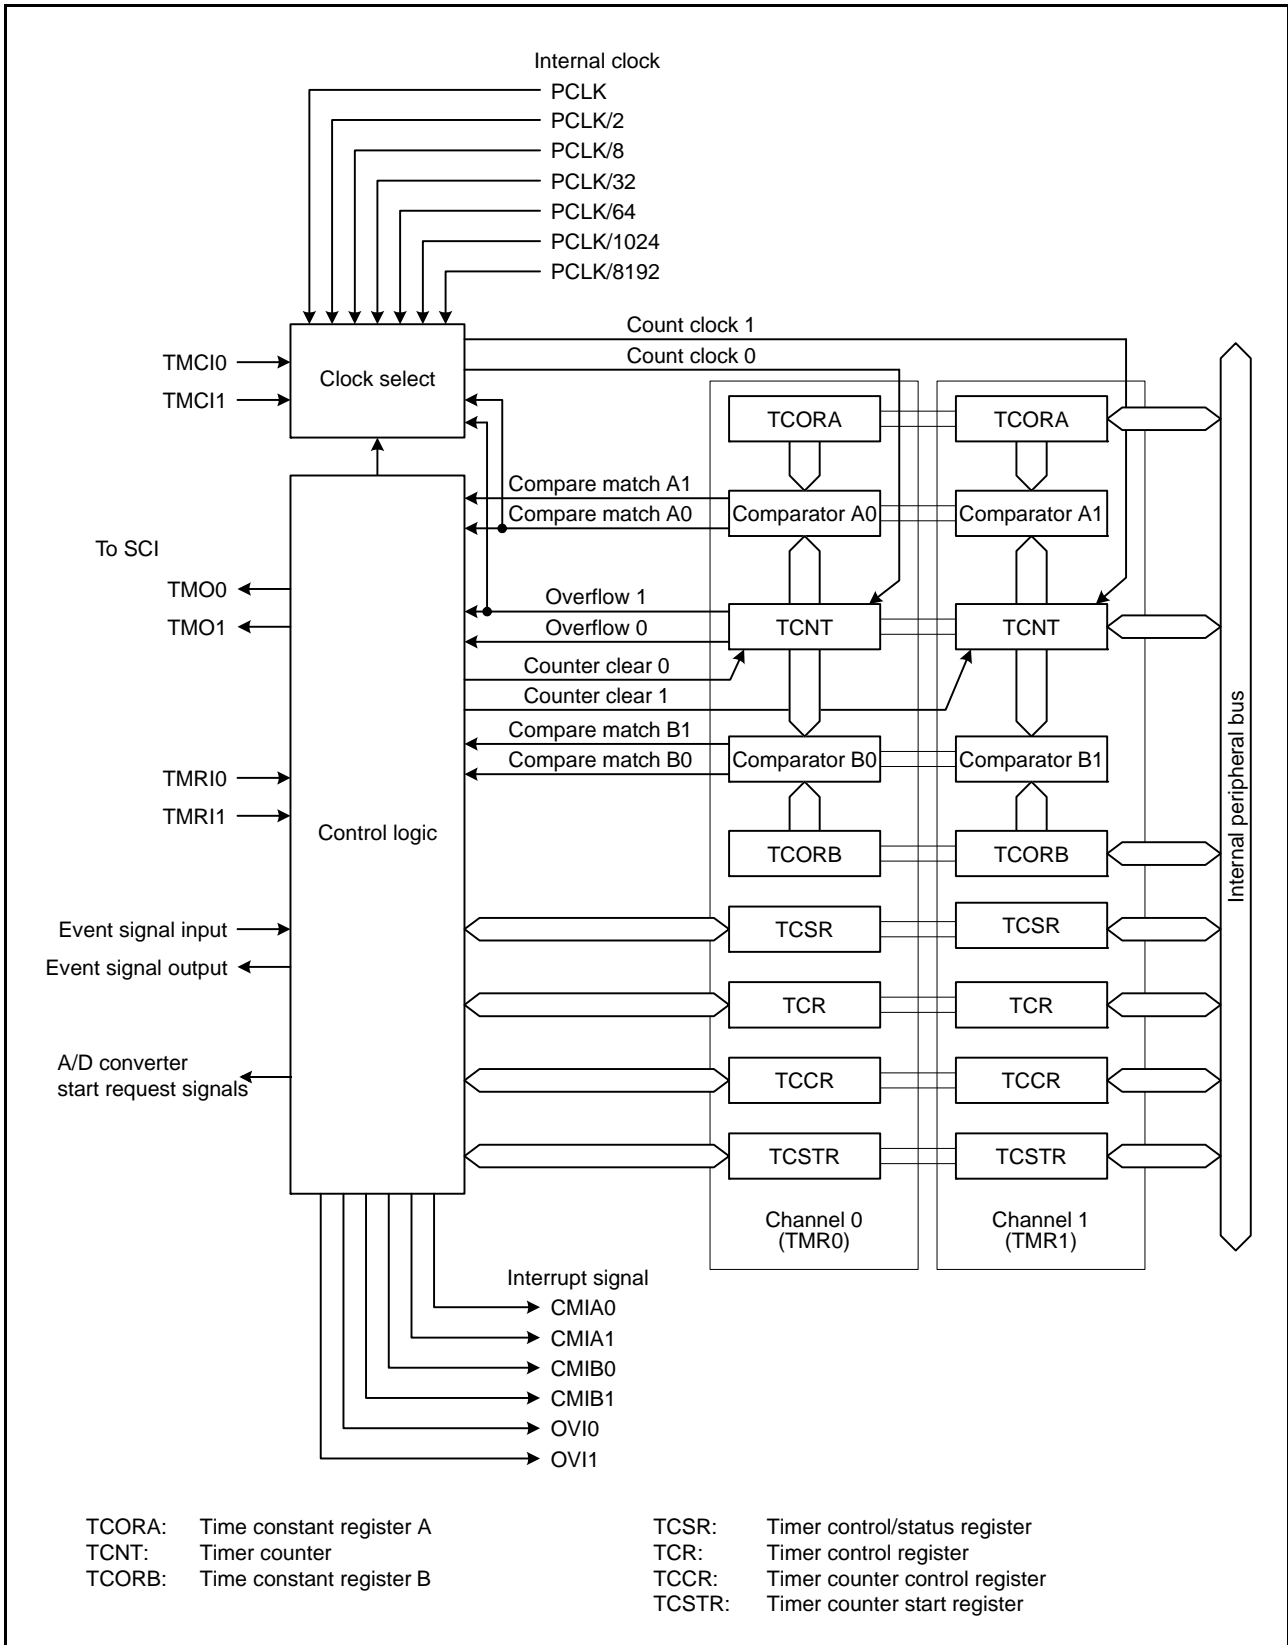 Internal clock
PCLK
PCLK/2
PCLK/8
PCLK/32
PCLK/64
PCLK/1024
PCLK/8192
Count clock 1
Count clock 0
TMCI0
TMCI1
Clock select
TCORA
TCORA
Compare match A1
Compare match A0
Comparator A0
Comparator A1
To SCI
TMO0
TMO1
Overflow 1
Overflow 0
TCNT
TCNT
Counter clear 0
Counter clear 1
Compare match B1
Compare match B0
Comparator B0
Comparator B1
TMRI0
TMRI1
Control logic
TCORB
TCORB
Internal peripheral bus
Event signal input
Event signal output
TCSR
TCSR
TCR
TCR
A/D converter
start request signals
TCCR
TCCR
TCSTR
TCSTR
Channel 0
(TMR0)
Channel 1
(TMR1)
Interrupt signal
CMIA0
CMIA1
CMIB0
CMIB1
OVI0
OVI1
TCORA: Time constant register A
TCNT: Timer counter
TCORB: Time constant register B
TCSR: Timer control/status register
TCR: Timer control register
TCCR: Timer counter control register
TCSTR: Timer counter start register